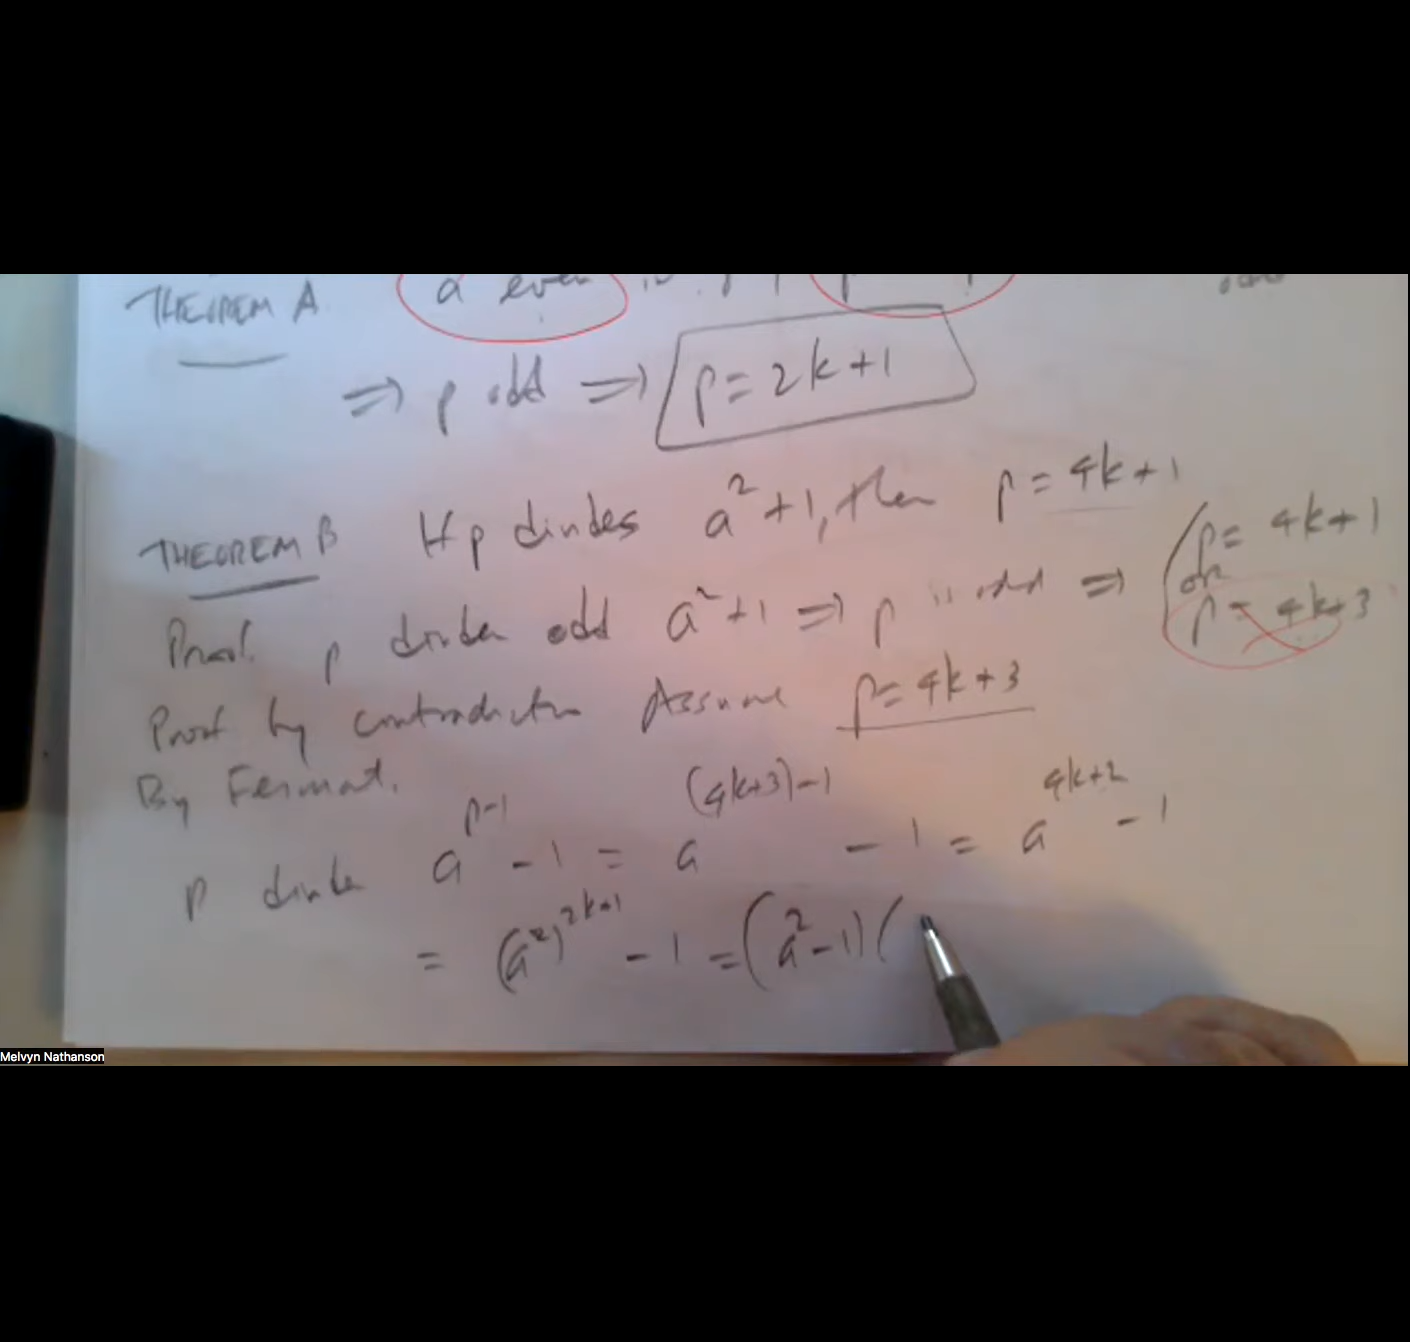 THEOREM A. a even
⇒ p odd ⇒ p = 2k+1
THEOREM B If p divides a²+1, then p = 4k+1
Proof. p divides odd a²+1 ⇒ p is odd ⇒ p = 4k+1
or
p = 4k+3
Proof by contradiction Assume p = 4k+3
By Fermat.
p divides a^(p-1) - 1 = a^((4k+3)-1) - 1 = a^(4k+2) - 1
= (a²)^(2k+1) - 1 = (a²-1)(
Melvyn Nathanson